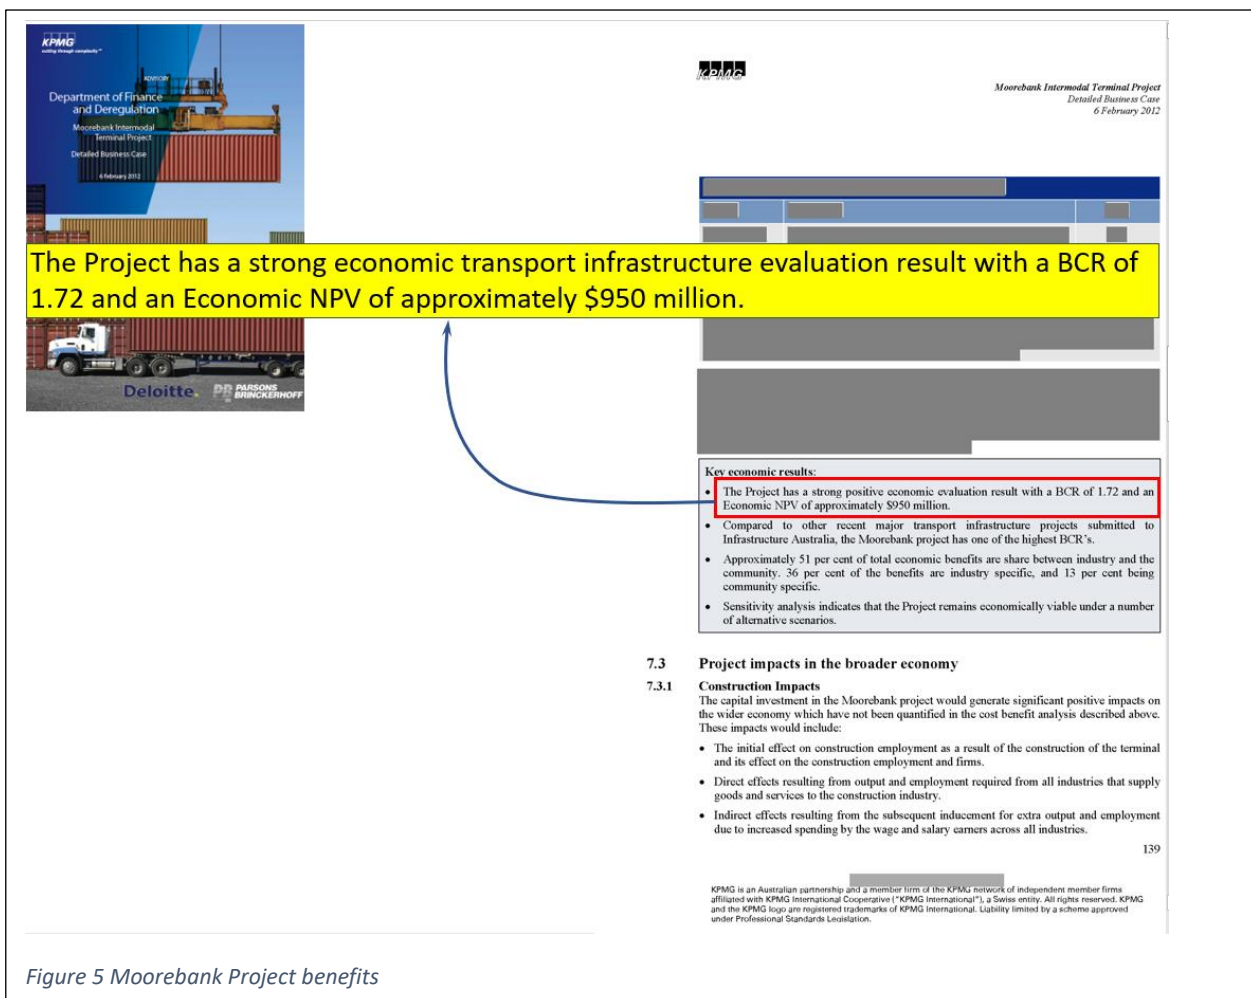 KPMG
cutting through complexity™
ADVISORY
Department of Finance
and Deregulation
Moorebank Intermodal
Terminal Project
Detailed Business Case
6 February 2012
Deloitte.
PB PARSONS
BRINCKERHOFF
KPMG
Moorebank Intermodal Terminal Project
Detailed Business Case
6 February 2012
The Project has a strong economic transport infrastructure evaluation result with a BCR of
1.72 and an Economic NPV of approximately $950 million.
Key economic results:
• The Project has a strong positive economic evaluation result with a BCR of 1.72 and an
Economic NPV of approximately $950 million.
• Compared to other recent major transport infrastructure projects submitted to
Infrastructure Australia, the Moorebank project has one of the highest BCR's.
• Approximately 51 per cent of total economic benefits are share between industry and the
community. 36 per cent of the benefits are industry specific, and 13 per cent being
community specific.
• Sensitivity analysis indicates that the Project remains economically viable under a number
of alternative scenarios.
7.3 Project impacts in the broader economy
7.3.1 Construction Impacts
The capital investment in the Moorebank project would generate significant positive impacts on
the wider economy which have not been quantified in the cost benefit analysis described above.
These impacts would include:
• The initial effect on construction employment as a result of the construction of the terminal
and its effect on the construction employment and firms.
• Direct effects resulting from output and employment required from all industries that supply
goods and services to the construction industry.
• Indirect effects resulting from the subsequent inducement for extra output and employment
due to increased spending by the wage and salary earners across all industries.
139
KPMG is an Australian partnership and a member firm of the KPMG network of independent member firms
affiliated with KPMG International Cooperative ("KPMG International"), a Swiss entity. All rights reserved. KPMG
and the KPMG logo are registered trademarks of KPMG International. Liability limited by a scheme approved
under Professional Standards Legislation.
Figure 5 Moorebank Project benefits